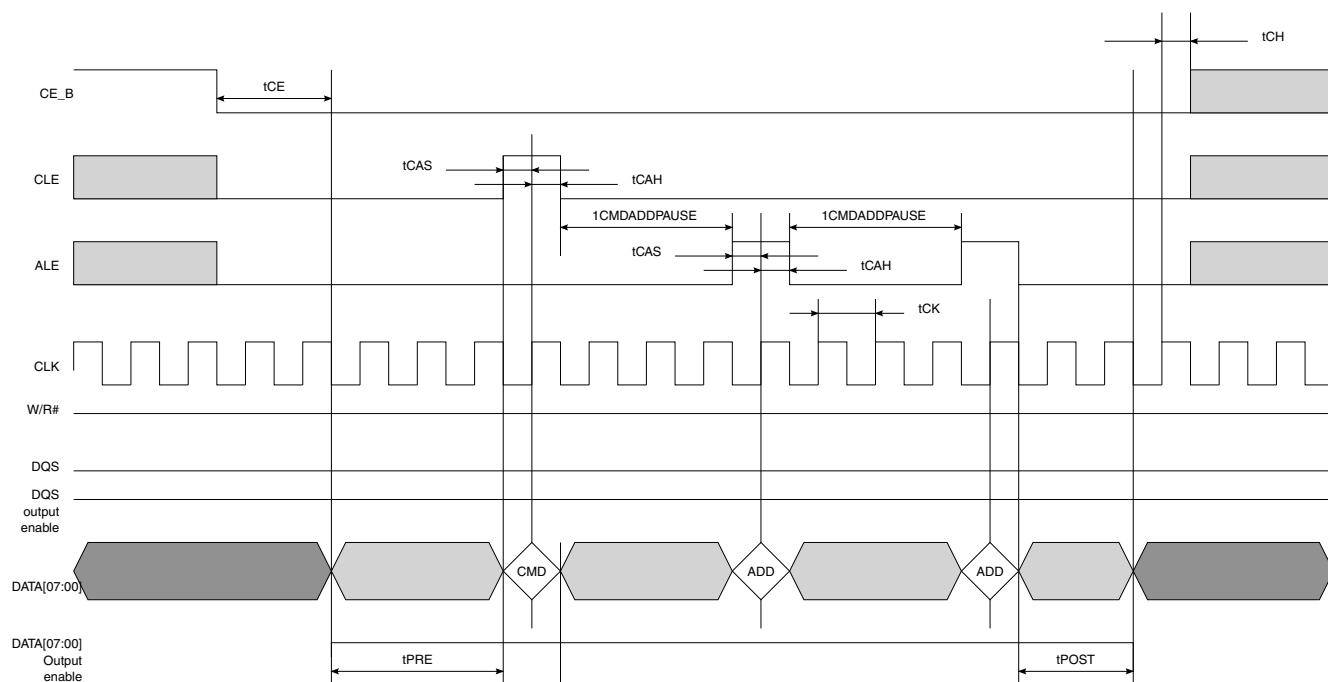 tCH
CE_B
tCE
tCAS
CLE
tCAH
1CMDADDPAUSE
1CMDADDPAUSE
tCAS
ALE
tCAH
tCK
CLK
W/R#
DQS
DQS
output
enable
CMD
ADD
ADD
DATA[07:00]
DATA[07:00]
Output
enable
tPRE
tPOST